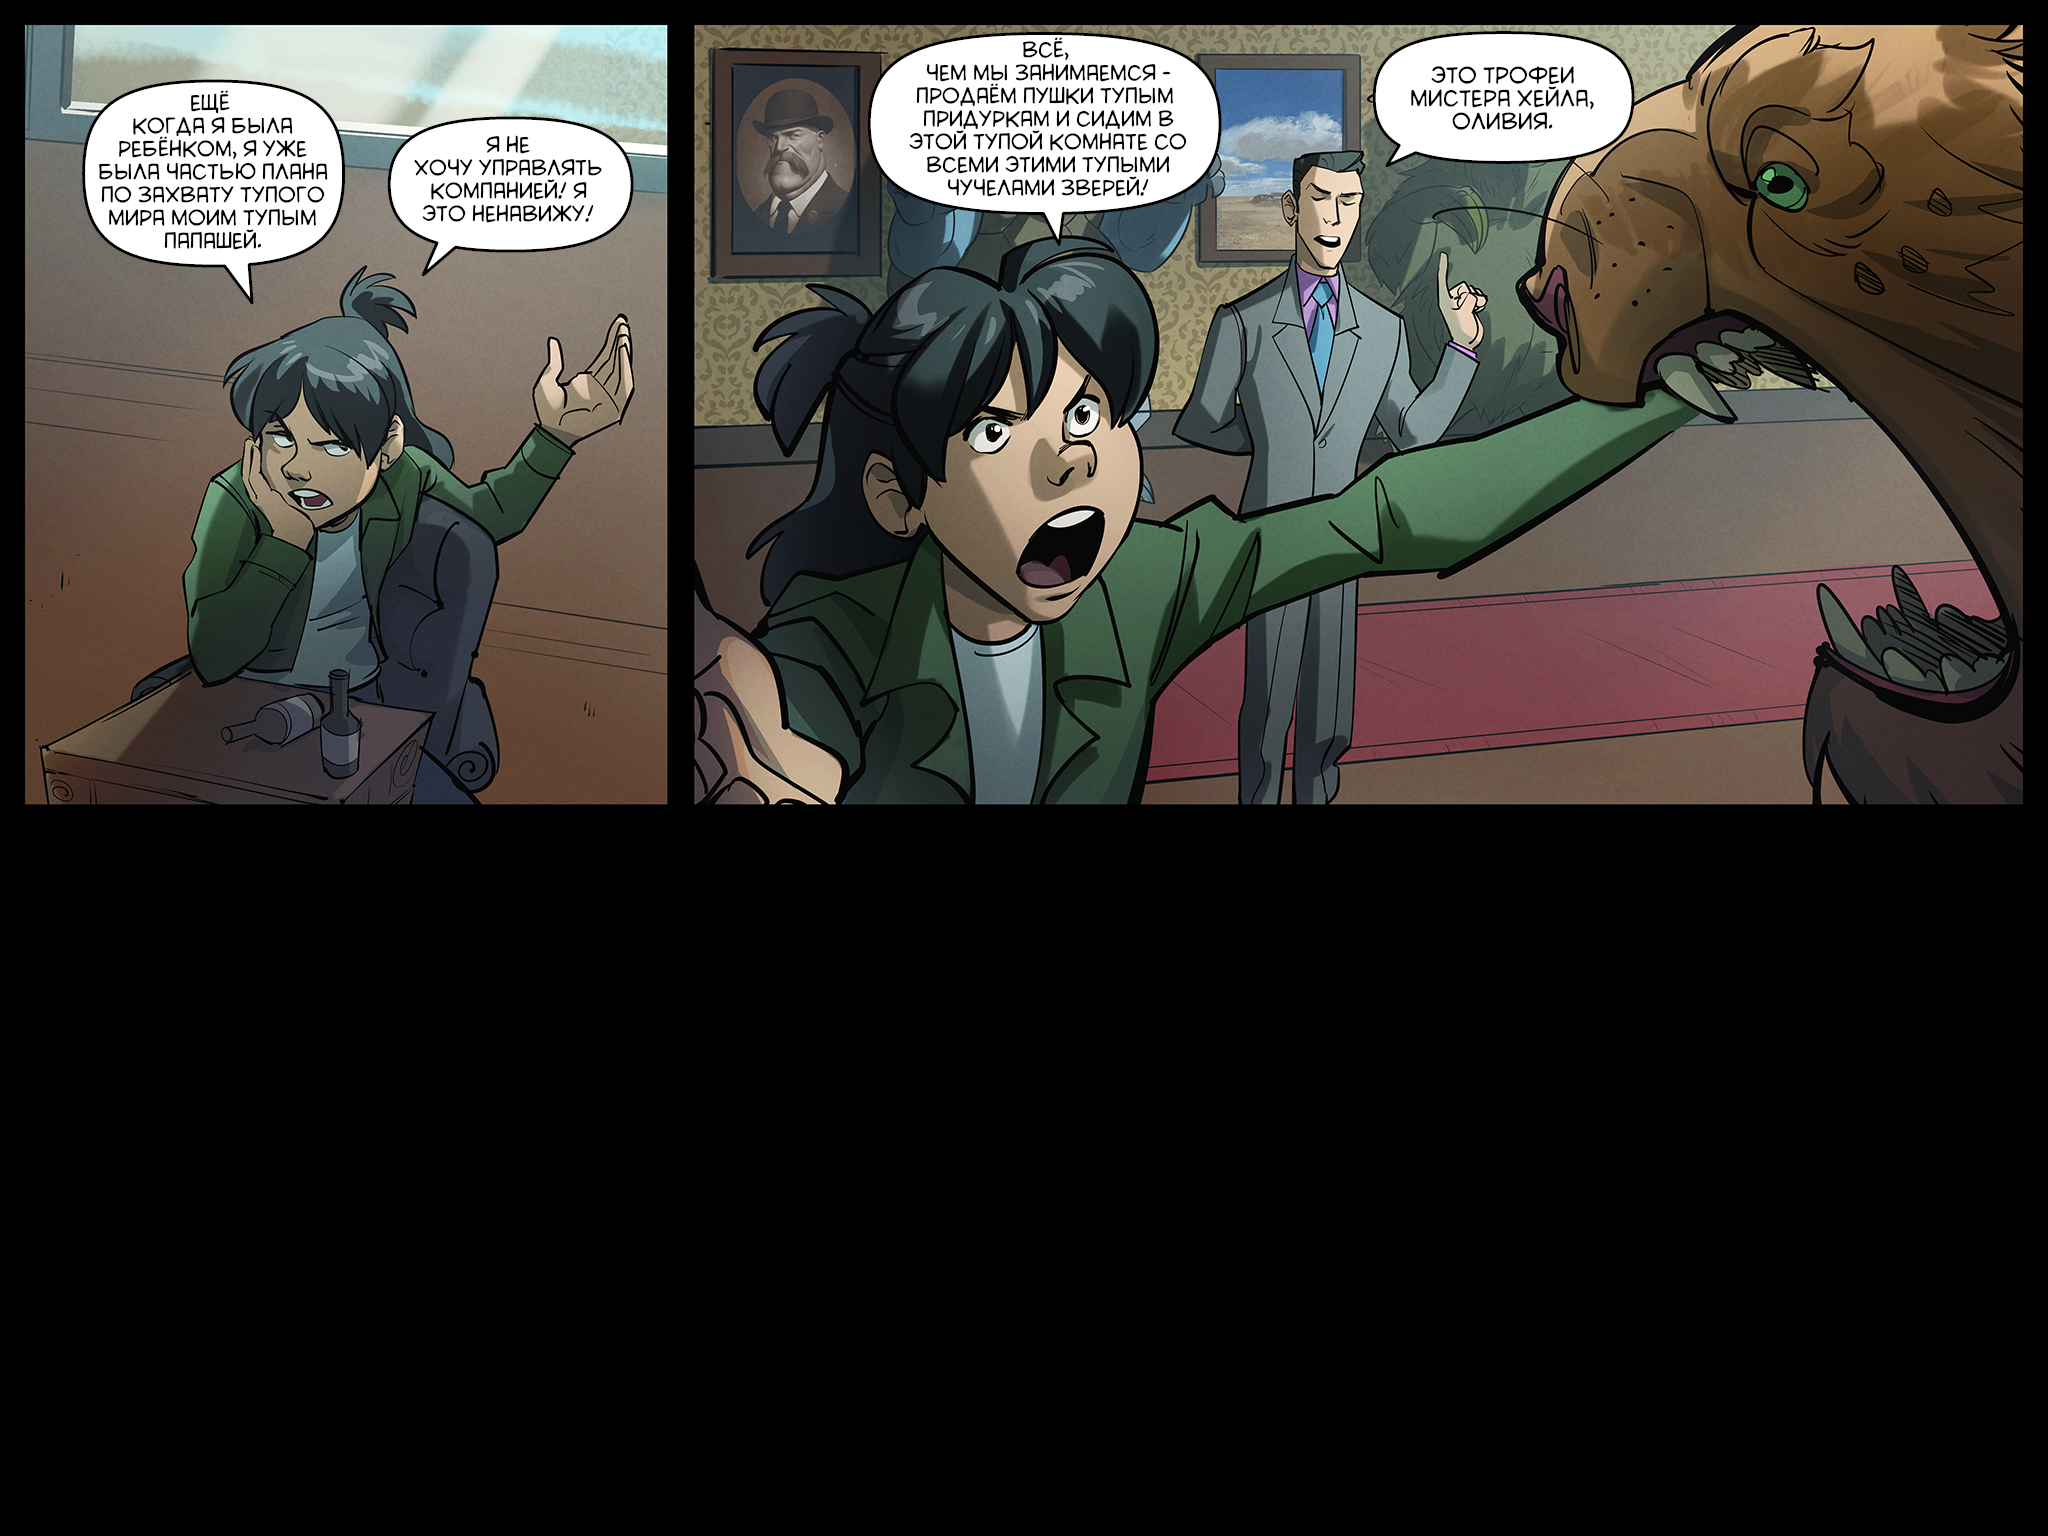 ЕЩЁ
КОГДА Я БЫЛА
РЕБЁНКОМ, Я УЖЕ
БЫЛА ЧАСТЬЮ ПЛАНА
ПО ЗАХВАТУ ТУПОГО
МИРА МОИМ ТУПЫМ
ПАПАШЕЙ.
Я НЕ
ХОЧУ УПРАВЛЯТЬ
КОМПАНИЕЙ! Я
ЭТО НЕНАВИЖУ!
ВСЁ,
ЧЕМ МЫ ЗАНИМАЕМСЯ -
ПРОДАЁМ ПУШКИ ТУПЫМ
ПРИДУРКАМ И СИДИМ В
ЭТОЙ ТУПОЙ КОМНАТЕ СО
ВСЕМИ ЭТИМИ ТУПЫМИ
ЧУЧЕЛАМИ ЗВЕРЕЙ!
ЭТО ТРОФЕИ
МИСТЕРА ХЕЙЛА,
ОЛИВИЯ.